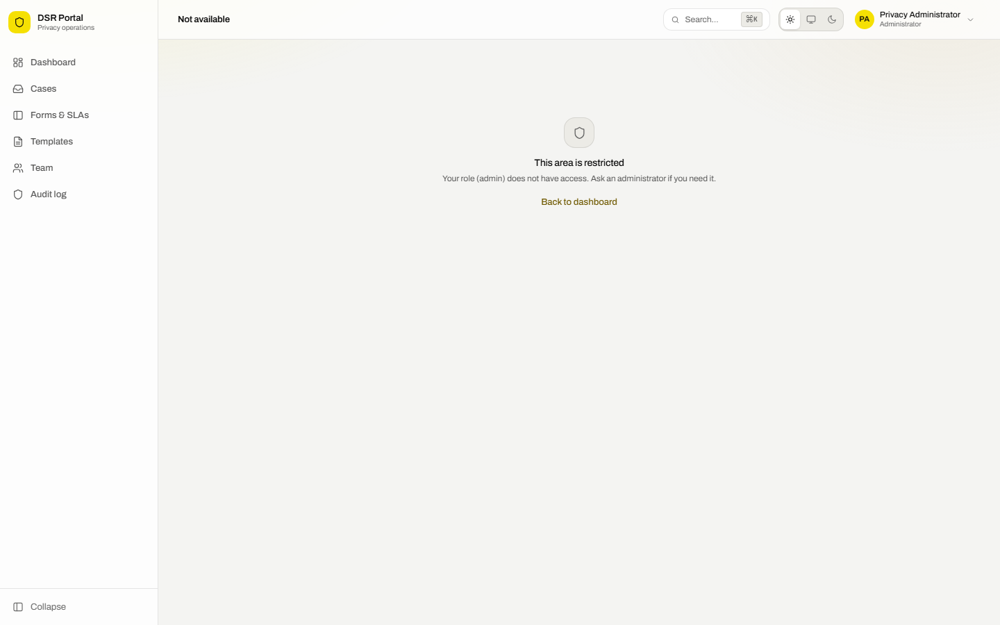 DSR Portal
Privacy operations
Dashboard
Cases
Forms & SLAs
Templates
Team
Audit log
Collapse
Not available
Search...
⌘K
PA
Privacy Administrator
Administrator
This area is restricted
Your role (admin) does not have access. Ask an administrator if you need it.
Back to dashboard